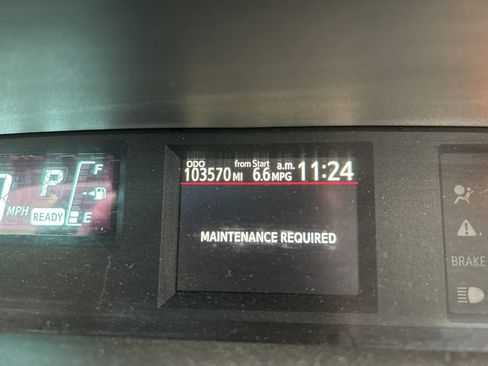 ODO from Start a.m. 11:24
103570 MI 6.6 MPG
MAINTENANCE REQUIRED
P F
MPH READY E
BRAKE